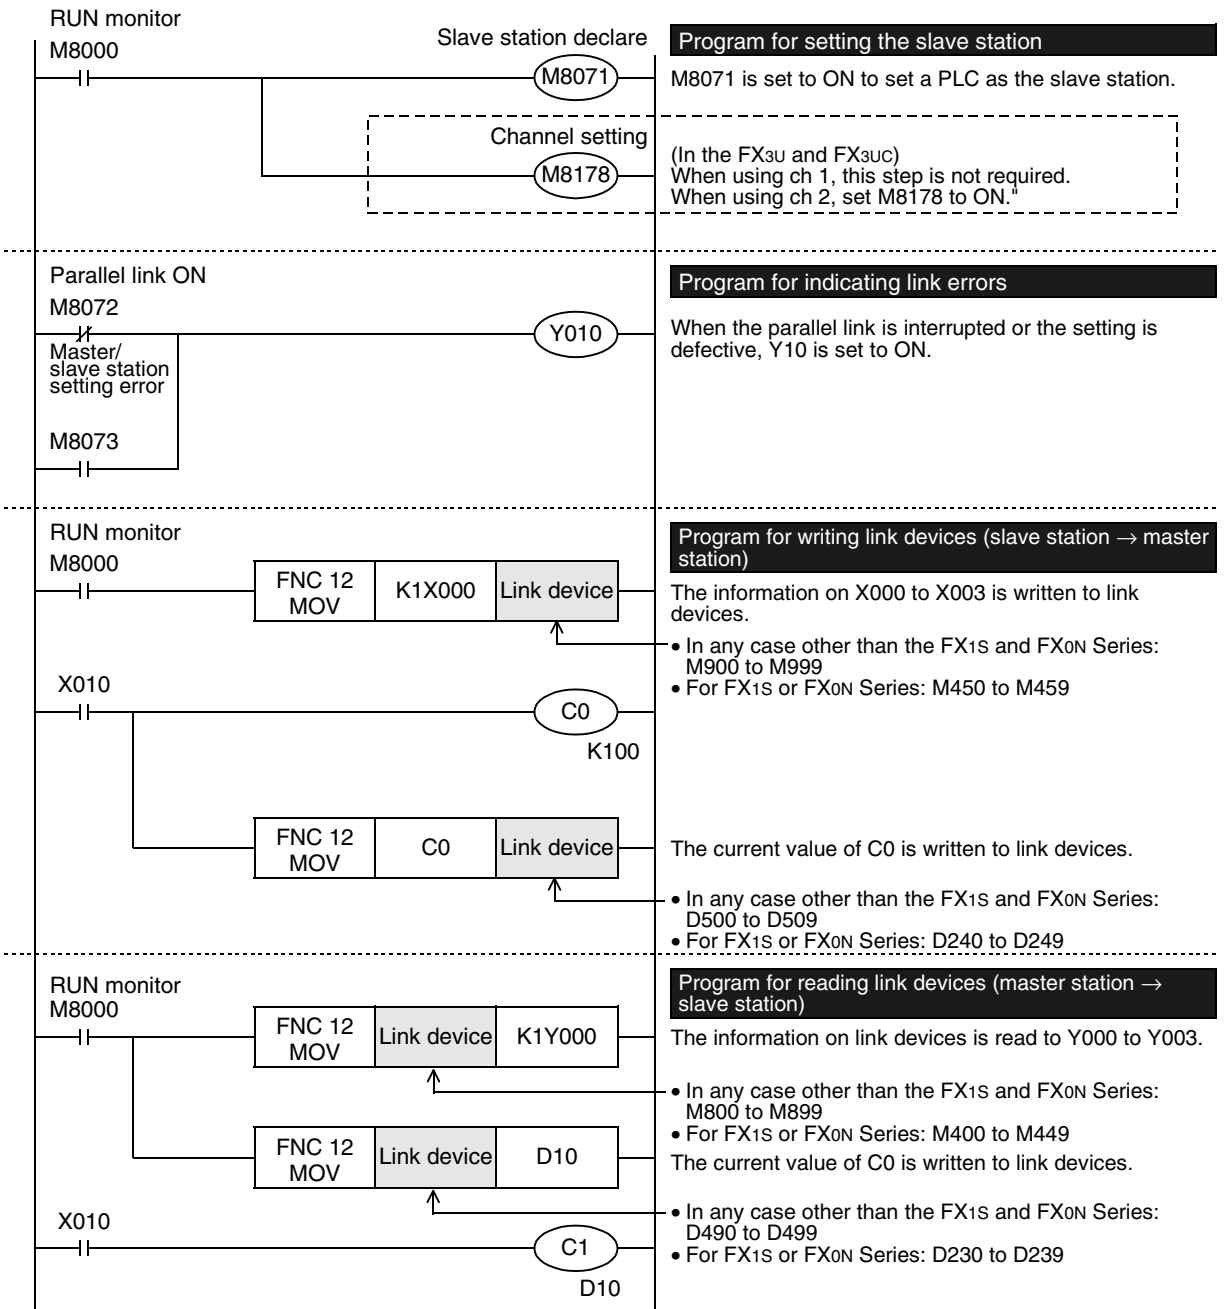 RUN monitor
M8000
Slave station declare
M8071
Program for setting the slave station
M8071 is set to ON to set a PLC as the slave station.
Channel setting
M8178
(In the FX3U and FX3UC)
When using ch 1, this step is not required.
When using ch 2, set M8178 to ON."
Parallel link ON
M8072
Master/
slave station
setting error
M8073
Y010
Program for indicating link errors
When the parallel link is interrupted or the setting is
defective, Y10 is set to ON.
RUN monitor
M8000
FNC 12
MOV
K1X000
Link device
Program for writing link devices (slave station → master
station)
The information on X000 to X003 is written to link
devices.
• In any case other than the FX1S and FX0N Series:
M900 to M999
• For FX1S or FX0N Series: M450 to M459
X010
C0
K100
FNC 12
MOV
C0
Link device
The current value of C0 is written to link devices.
• In any case other than the FX1S and FX0N Series:
D500 to D509
• For FX1S or FX0N Series: D240 to D249
RUN monitor
M8000
FNC 12
MOV
Link device
K1Y000
Program for reading link devices (master station →
slave station)
The information on link devices is read to Y000 to Y003.
• In any case other than the FX1S and FX0N Series:
M800 to M899
• For FX1S or FX0N Series: M400 to M449
FNC 12
MOV
Link device
D10
The current value of C0 is written to link devices.
• In any case other than the FX1S and FX0N Series:
D490 to D499
• For FX1S or FX0N Series: D230 to D239
X010
C1
D10